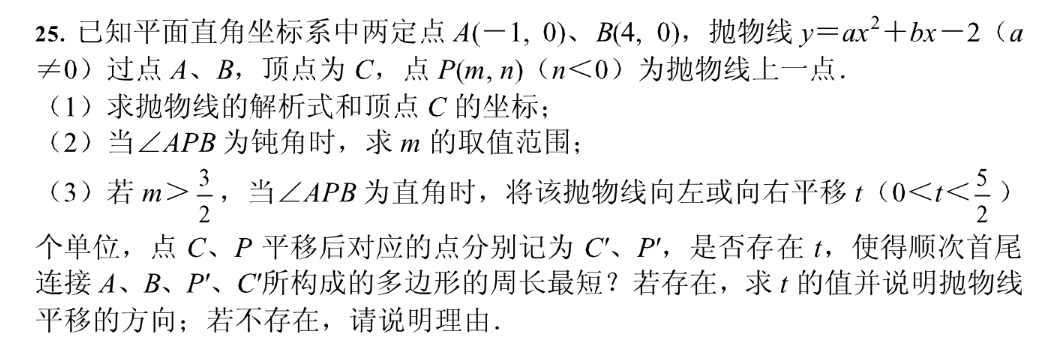 25. 已知平面直角坐标系中两定点 A(－1, 0)、B(4, 0)，抛物线 y＝ax²＋bx－2（a
≠0）过点 A、B，顶点为 C，点 P(m, n)（n＜0）为抛物线上一点．
（1）求抛物线的解析式和顶点 C 的坐标；
（2）当∠APB 为钝角时，求 m 的取值范围；
（3）若 m＞3/2，当∠APB 为直角时，将该抛物线向左或向右平移 t（0＜t＜5/2）
个单位，点 C、P 平移后对应的点分别记为 C′、P′，是否存在 t，使得顺次首尾
连接 A、B、P′、C′所构成的多边形的周长最短？若存在，求 t 的值并说明抛物线
平移的方向；若不存在，请说明理由．